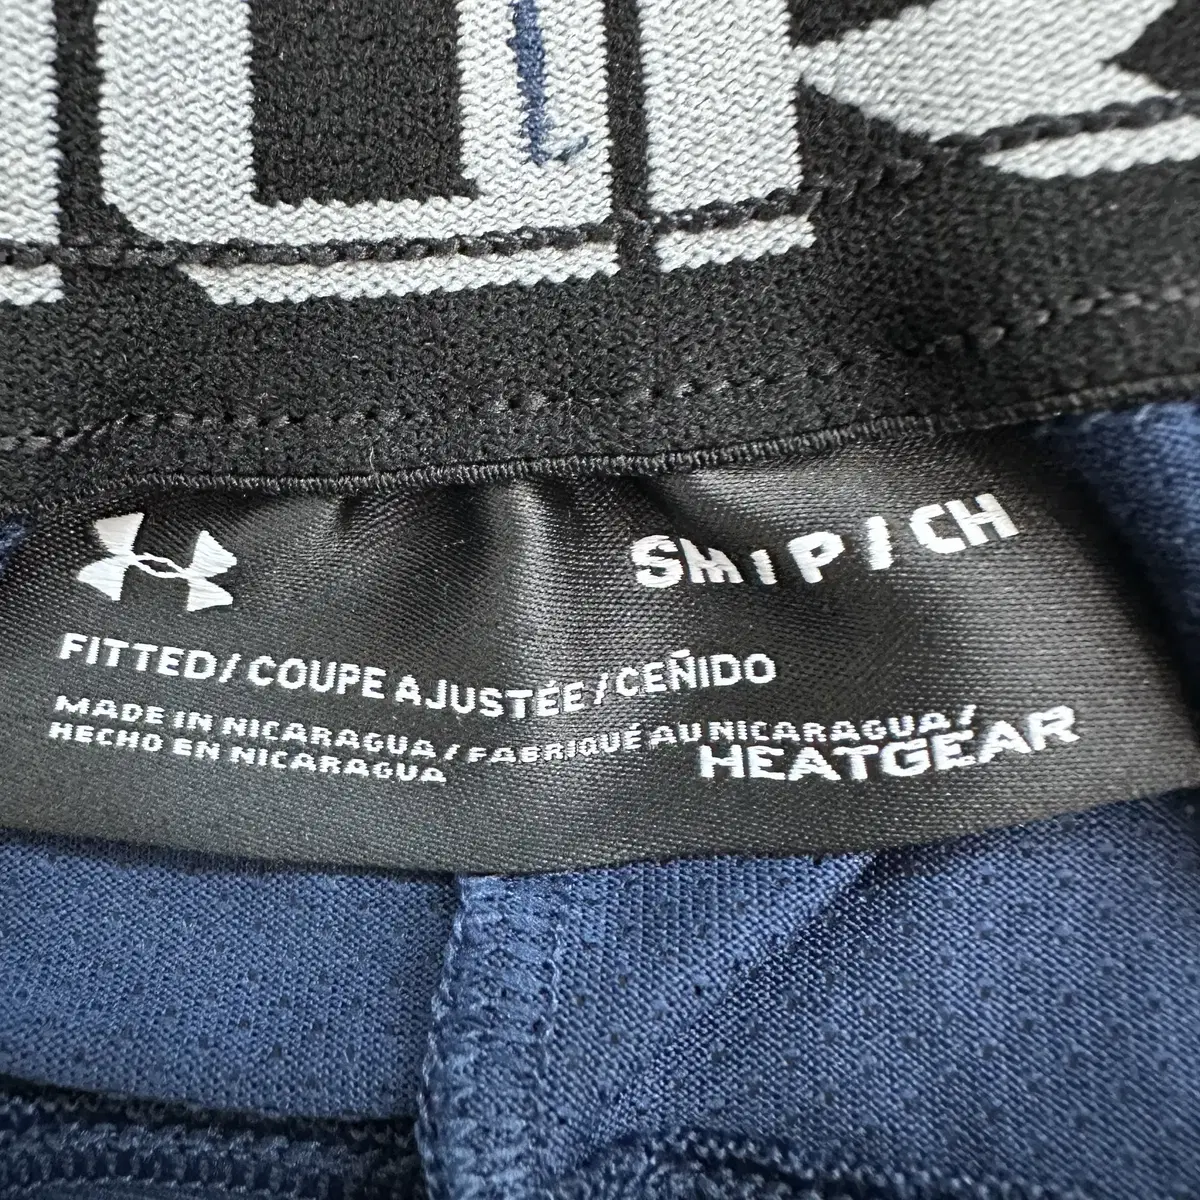 SM / P / CH
FITTED / COUPE AJUSTÉE / CEÑIDO
MADE IN NICARAGUA / FABRIQUÉ AU NICARAGUA /
HECHO EN NICARAGUA
HEATGEAR